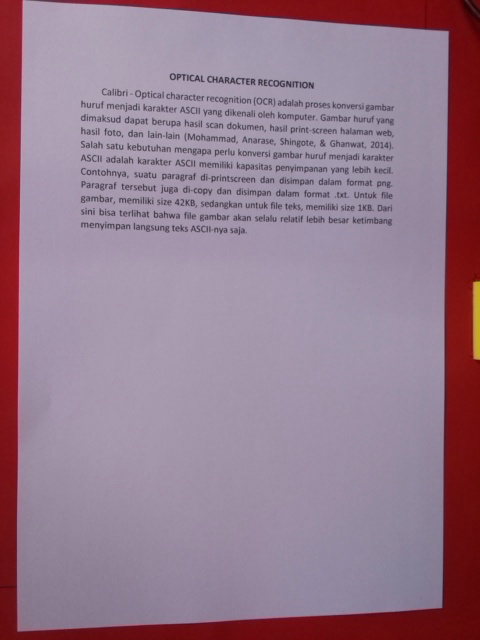 OPTICAL CHARACTER RECOGNITION
Calibri - Optical character recognition (OCR) adalah proses konversi gambar
huruf menjadi karakter ASCII yang dikenali oleh komputer. Gambar huruf yang
dimaksud dapat berupa hasil scan dokumen, hasil print-screen halaman web,
hasil foto, dan lain-lain (Mohammad, Anarase, Shingote, & Ghanwat, 2014).
Salah satu kebutuhan mengapa perlu konversi gambar huruf menjadi karakter
ASCII adalah karakter ASCII memiliki kapasitas penyimpanan yang lebih kecil.
Contohnya, suatu paragraf di-printscreen dan disimpan dalam format png.
Paragraf tersebut juga di-copy dan disimpan dalam format .txt. Untuk file
gambar, memiliki size 42KB, sedangkan untuk file teks, memiliki size 1KB. Dari
sini bisa terlihat bahwa file gambar akan selalu relatif lebih besar ketimbang
menyimpan langsung teks ASCII-nya saja.